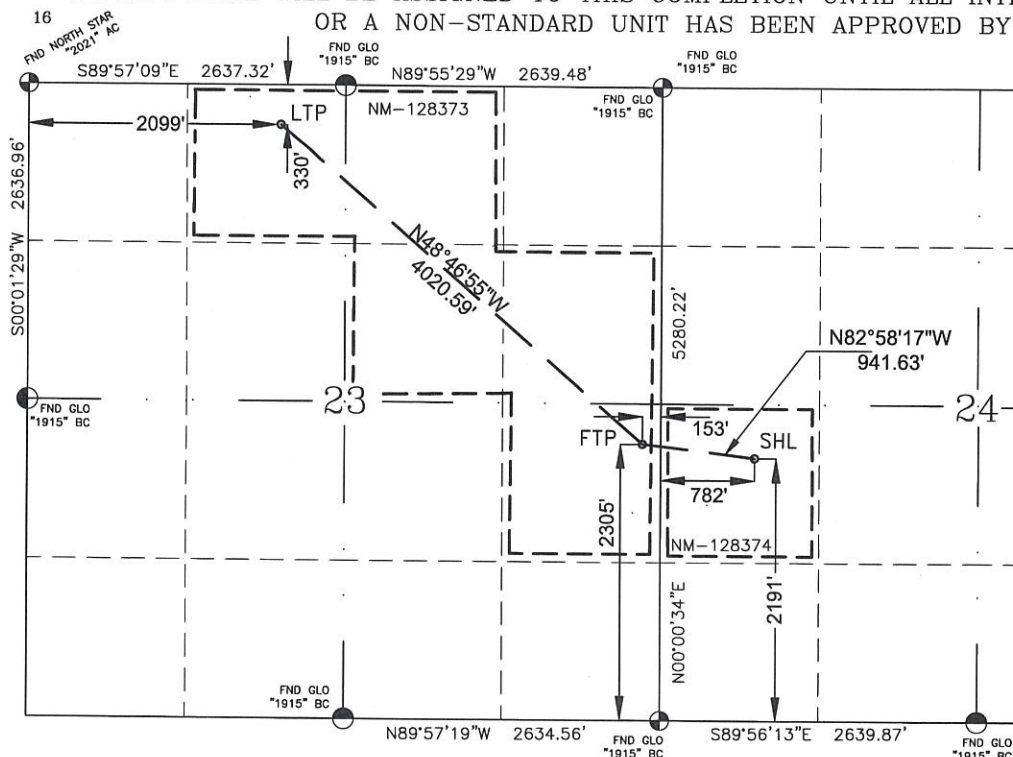 16
OR A NON-STANDARD UNIT HAS BEEN APPROVED BY
FND NORTH STAR
"2021" AC
FND GLO
"1915" BC
FND GLO
"1915" BC
S89°57'09"E 2637.32'
N89°55'29"W 2639.48'
FND GLO
"1915" BC
NM-128373
LTP
2099'
330'
S00°01'29"W 2636.96'
N48°46'55"W
4020.59'
5280.22'
N82°58'17"W
941.63'
FND GLO
"1915" BC
23
24
153'
FTP
SHL
782'
2305'
NM-128374
2191'
N00°00'34"E
FND GLO
"1915" BC
N89°57'19"W 2634.56'
FND GLO
"1915" BC
S89°56'13"E 2639.87'
FND GLO
"1915" BC